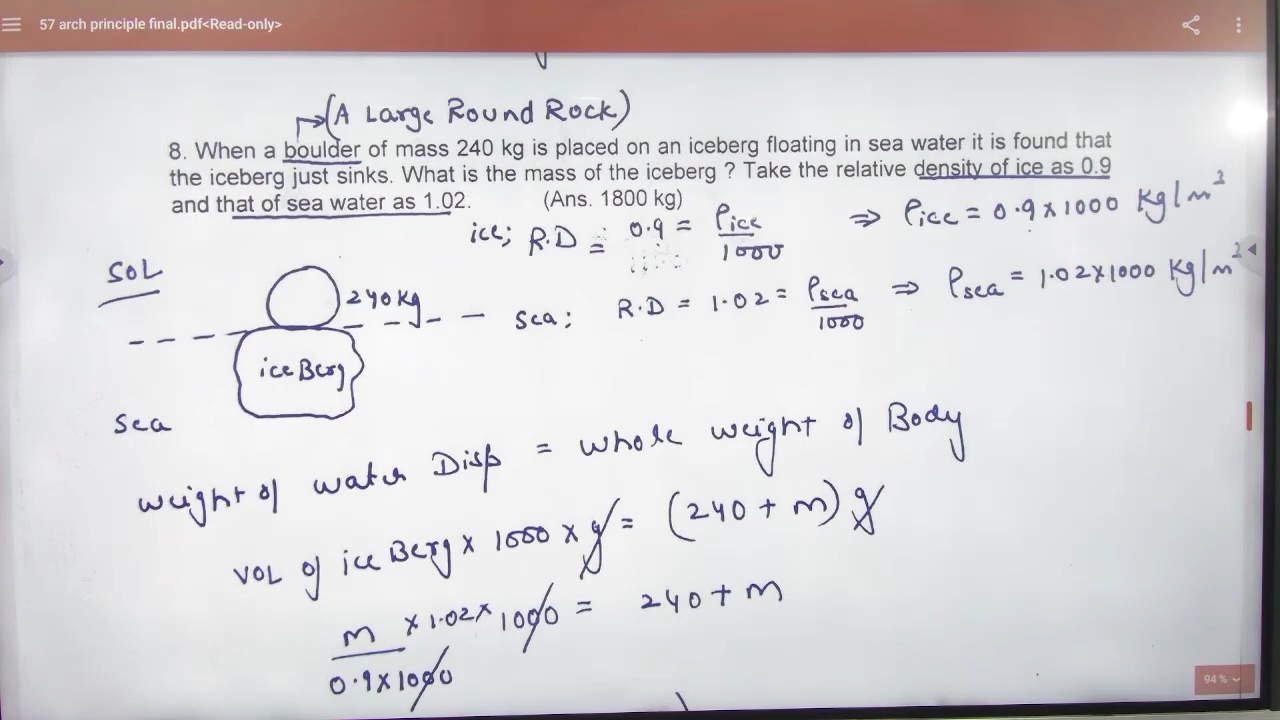 57 arch principle final.pdf<Read-only>
(A Large Round Rock)
8. When a boulder of mass 240 kg is placed on an iceberg floating in sea water it is found that
the iceberg just sinks. What is the mass of the iceberg ? Take the relative density of ice as 0.9
and that of sea water as 1.02. (Ans. 1800 kg)
ice; R.D = 0.9 = ρice/1000 ⇒ ρice = 0.9×1000 Kg/m³
SOL
240Kg
sea; R.D = 1.02 = ρsea/1000 ⇒ ρsea = 1.02×1000 Kg/m³
ice Berg
sea
weight of water Disp = whole weight of Body
VOL of ice Berg × 1000 × g = (240 + m) g
m/0.9×1000 × 1.02 × 1000 = 240 + m
94 %